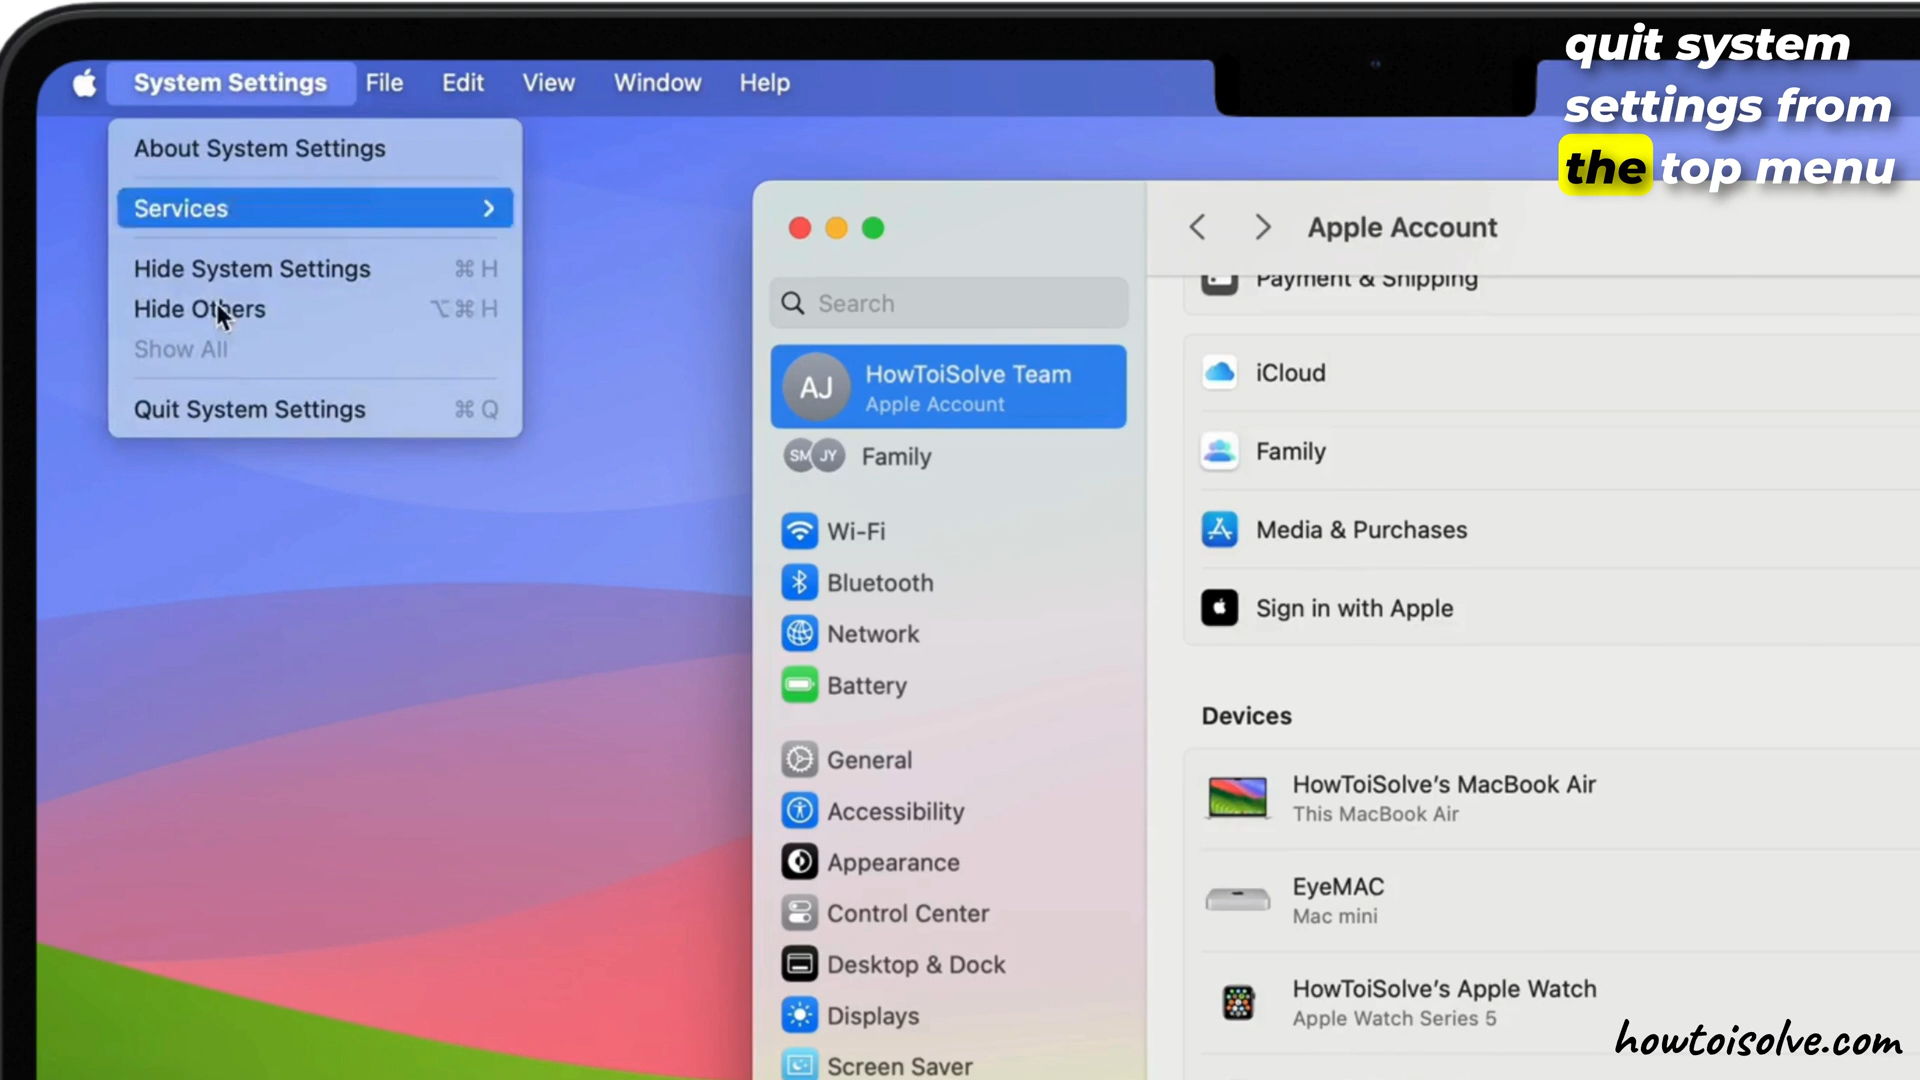 quit system
settings from
the top menu
System Settings File Edit View Window Help
About System Settings
Services
Hide System Settings ⌘ H
Hide Others ⌥⌘ H
Show All
Quit System Settings ⌘ Q
Search
AJ
HowToiSolve Team
Apple Account
SM JY Family
Wi-Fi
Bluetooth
Network
Battery
General
Accessibility
Appearance
Control Center
Desktop & Dock
Displays
Screen Saver
Apple Account
Payment & Shipping
iCloud
Family
Media & Purchases
Sign in with Apple
Devices
HowToiSolve's MacBook Air
This MacBook Air
EyeMAC
Mac mini
HowToiSolve's Apple Watch
Apple Watch Series 5
howtoisolve.com